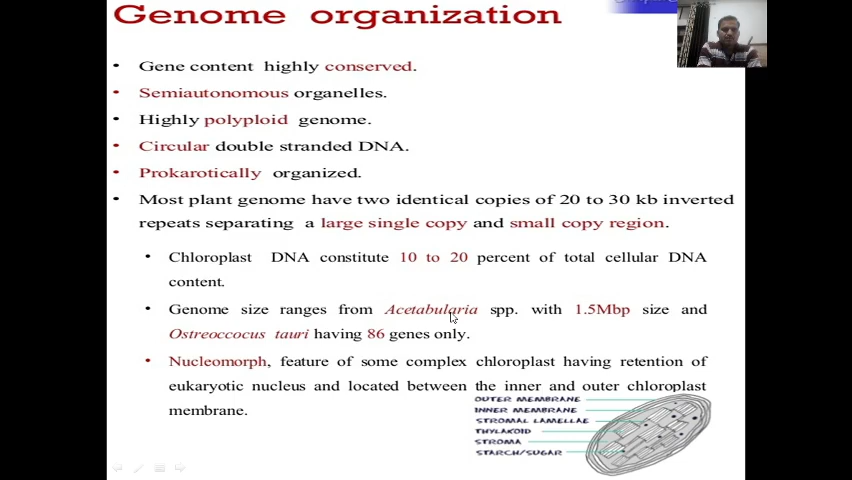 Genome organization
• Gene content highly conserved.
• Semiautonomous organelles.
• Highly polyploid genome.
• Circular double stranded DNA.
• Prokarotically organized.
• Most plant genome have two identical copies of 20 to 30 kb inverted
repeats separating a large single copy and small copy region.
• Chloroplast DNA constitute 10 to 20 percent of total cellular DNA
content.
• Genome size ranges from Acetabularia spp. with 1.5Mbp size and
Ostreoccocus tauri having 86 genes only.
• Nucleomorph, feature of some complex chloroplast having retention of
eukaryotic nucleus and located between the inner and outer chloroplast
membrane.
OUTER MEMBRANE
INNER MEMBRANE
STROMAL LAMELLAE
THYLAKOID
STROMA
STARCH/SUGAR